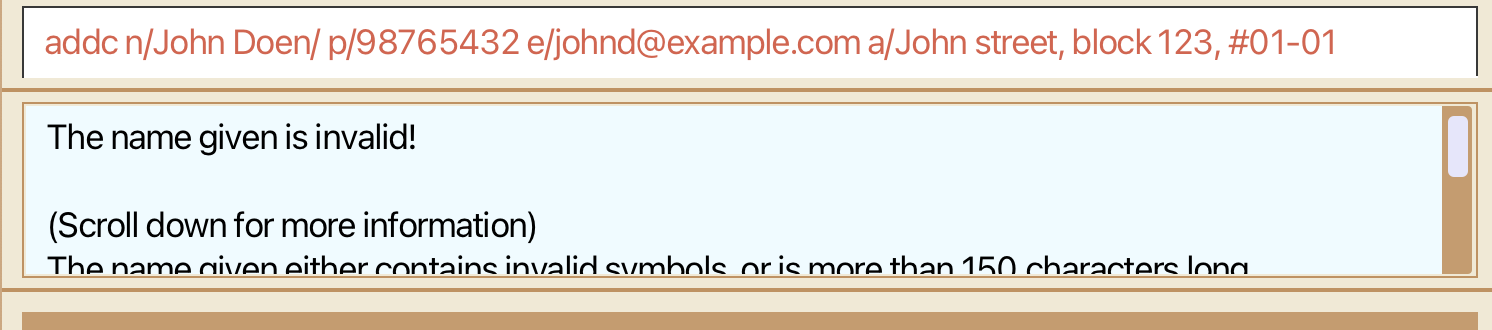 addc n/John Doen/ p/98765432 e/johnd@example.com a/John street, block 123, #01-01
The name given is invalid!
(Scroll down for more information)
The name given either contains invalid symbols, or is more than 150 characters long